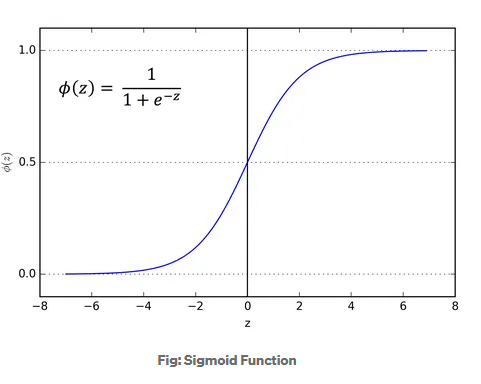 1.0
ϕ(z) = 1 / 1 + e^{-z}
ϕ(z)
0.5
0.0
−8 −6 −4 −2 0 2 4 6 8
z
Fig: Sigmoid Function